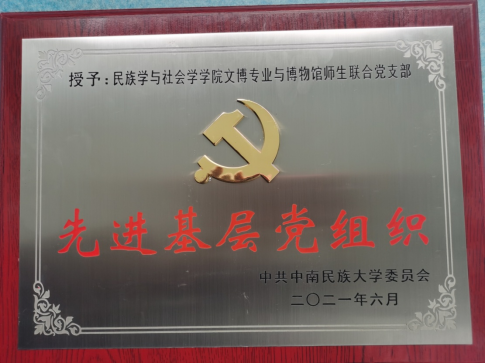 授予：民族学与社会学学院文博专业与博物馆师生联合党支部
先进基层党组织
中共中南民族大学委员会
二〇二一年六月